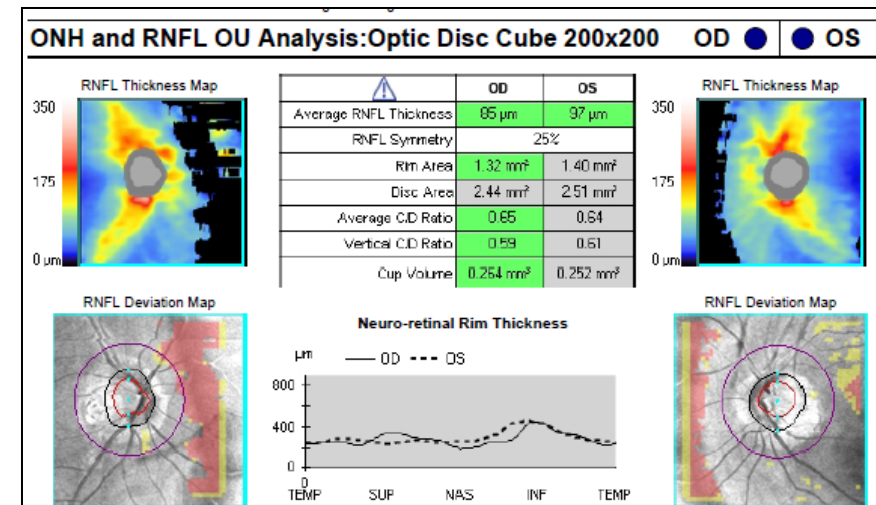 ONH and RNFL OU Analysis:Optic Disc Cube 200x200 OD OS
RNFL Thickness Map
350
175
0 µm
OD OS
Average RNFL Thickness 85 µm 97 µm
RNFL Symmetry 25%
Rim Area 1.32 mm² 1.40 mm²
Disc Area 2.44 mm² 2.51 mm²
Average C/D Ratio 0.65 0.64
Vertical C/D Ratio 0.59 0.61
Cup Volume 0.264 mm³ 0.252 mm³
RNFL Thickness Map
350
175
0 µm
RNFL Deviation Map
Neuro-retinal Rim Thickness
µm OD OS
800
400
0
0
TEMP SUP NAS INF TEMP
RNFL Deviation Map